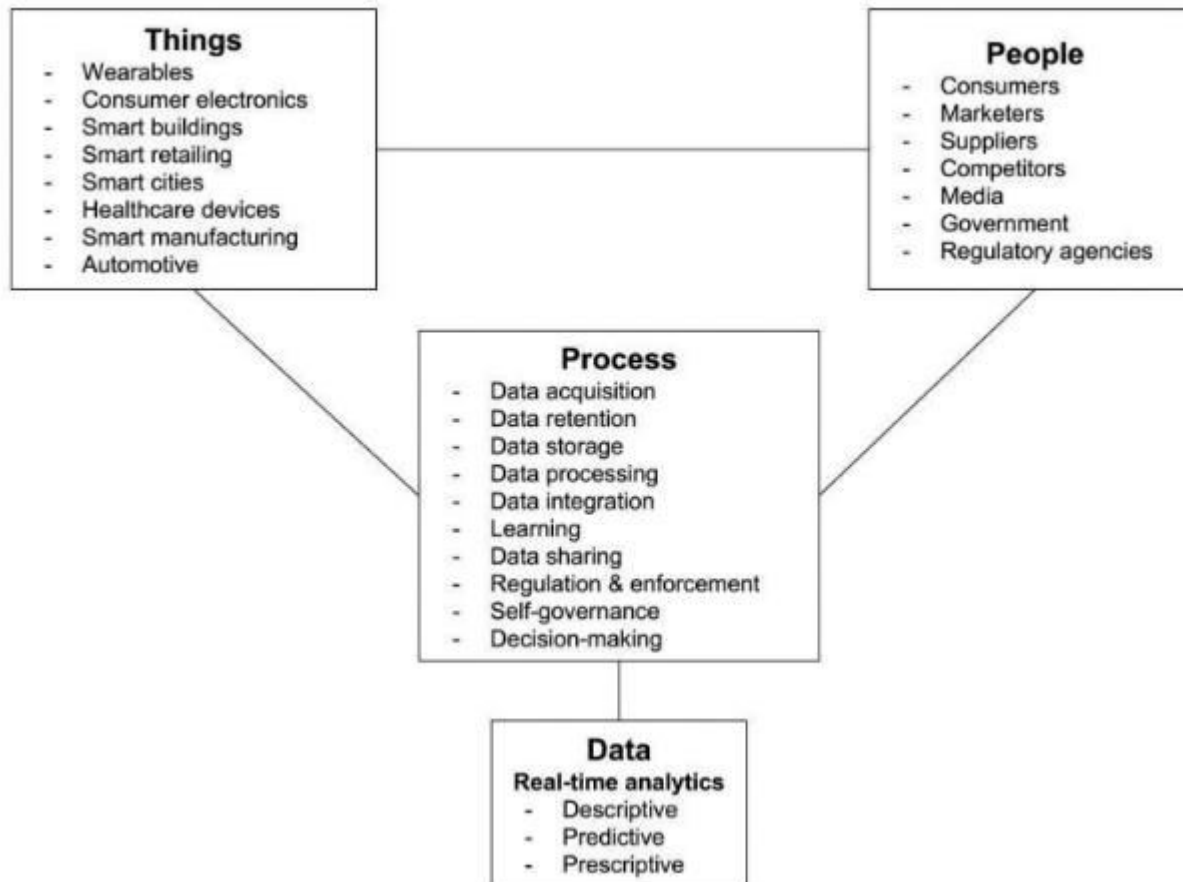 Things
- Wearables
- Consumer electronics
- Smart buildings
- Smart retailing
- Smart cities
- Healthcare devices
- Smart manufacturing
- Automotive
People
- Consumers
- Marketers
- Suppliers
- Competitors
- Media
- Government
- Regulatory agencies
Process
- Data acquisition
- Data retention
- Data storage
- Data processing
- Data integration
- Learning
- Data sharing
- Regulation & enforcement
- Self-governance
- Decision-making
Data
Real-time analytics
- Descriptive
- Predictive
- Prescriptive